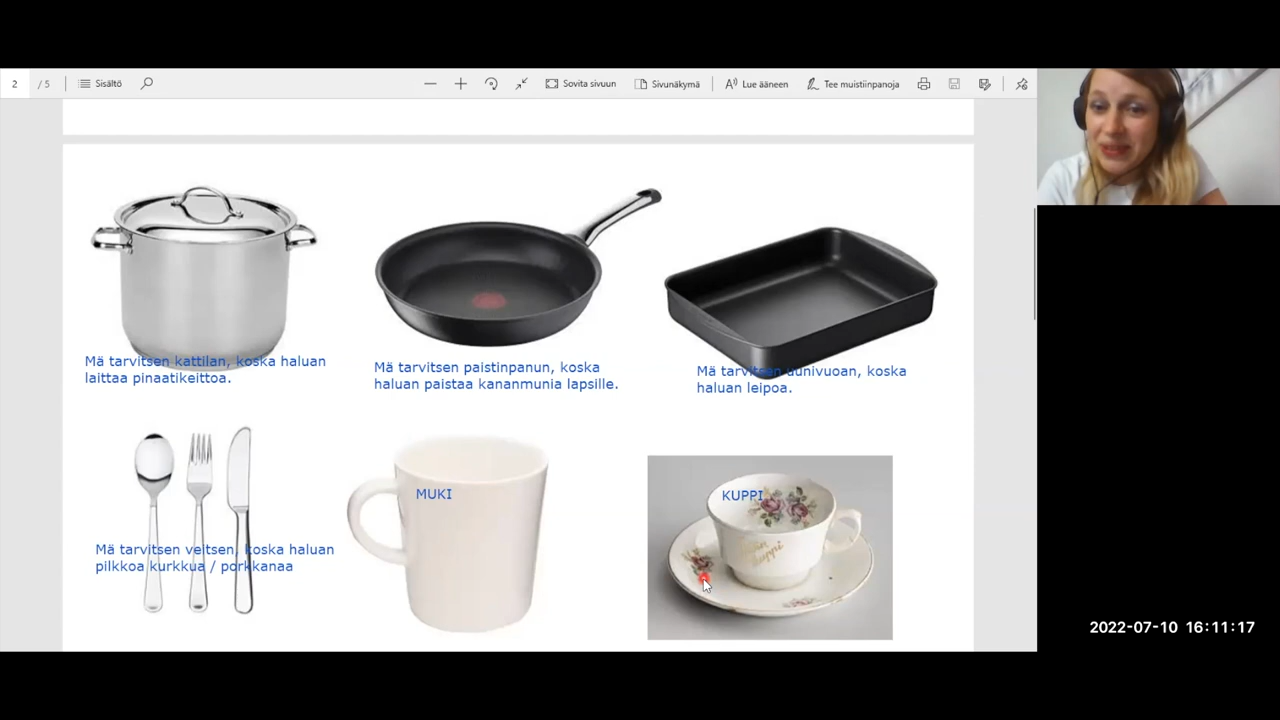 2 / 5 Sisältö Sovita sivuun Sivunäkymä Lue ääneen Tee muistiinpanoja
Mä tarvitsen kattilan, koska haluan
laittaa pinaatikeittoa.
Mä tarvitsen paistinpanun, koska
haluan paistaa kananmunia lapsille.
Mä tarvitsen uunivuoan, koska
haluan leipoa.
Mä tarvitsen veitsen, koska haluan
pilkkoa kurkkua / porkkanaa
MUKI
KUPPI
kuppi
2022-07-10 16:11:17